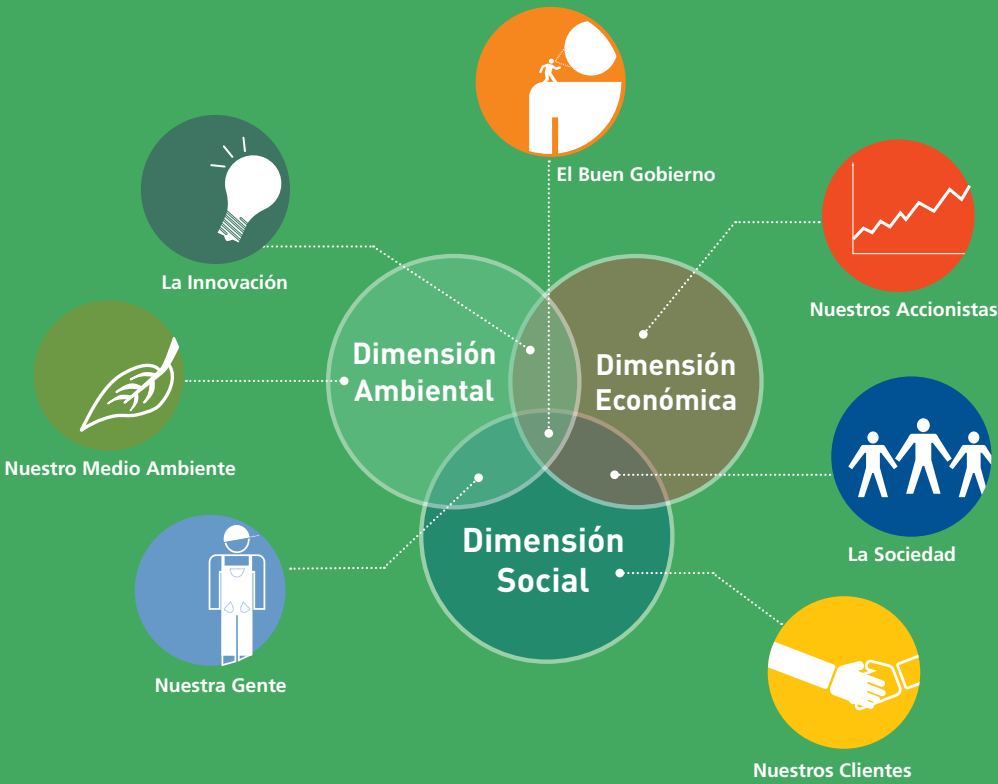 El Buen Gobierno
La Innovación
Nuestros Accionistas
Dimensión
Ambiental
Dimensión
Económica
Nuestro Medio Ambiente
La Sociedad
Dimensión
Social
Nuestra Gente
Nuestros Clientes